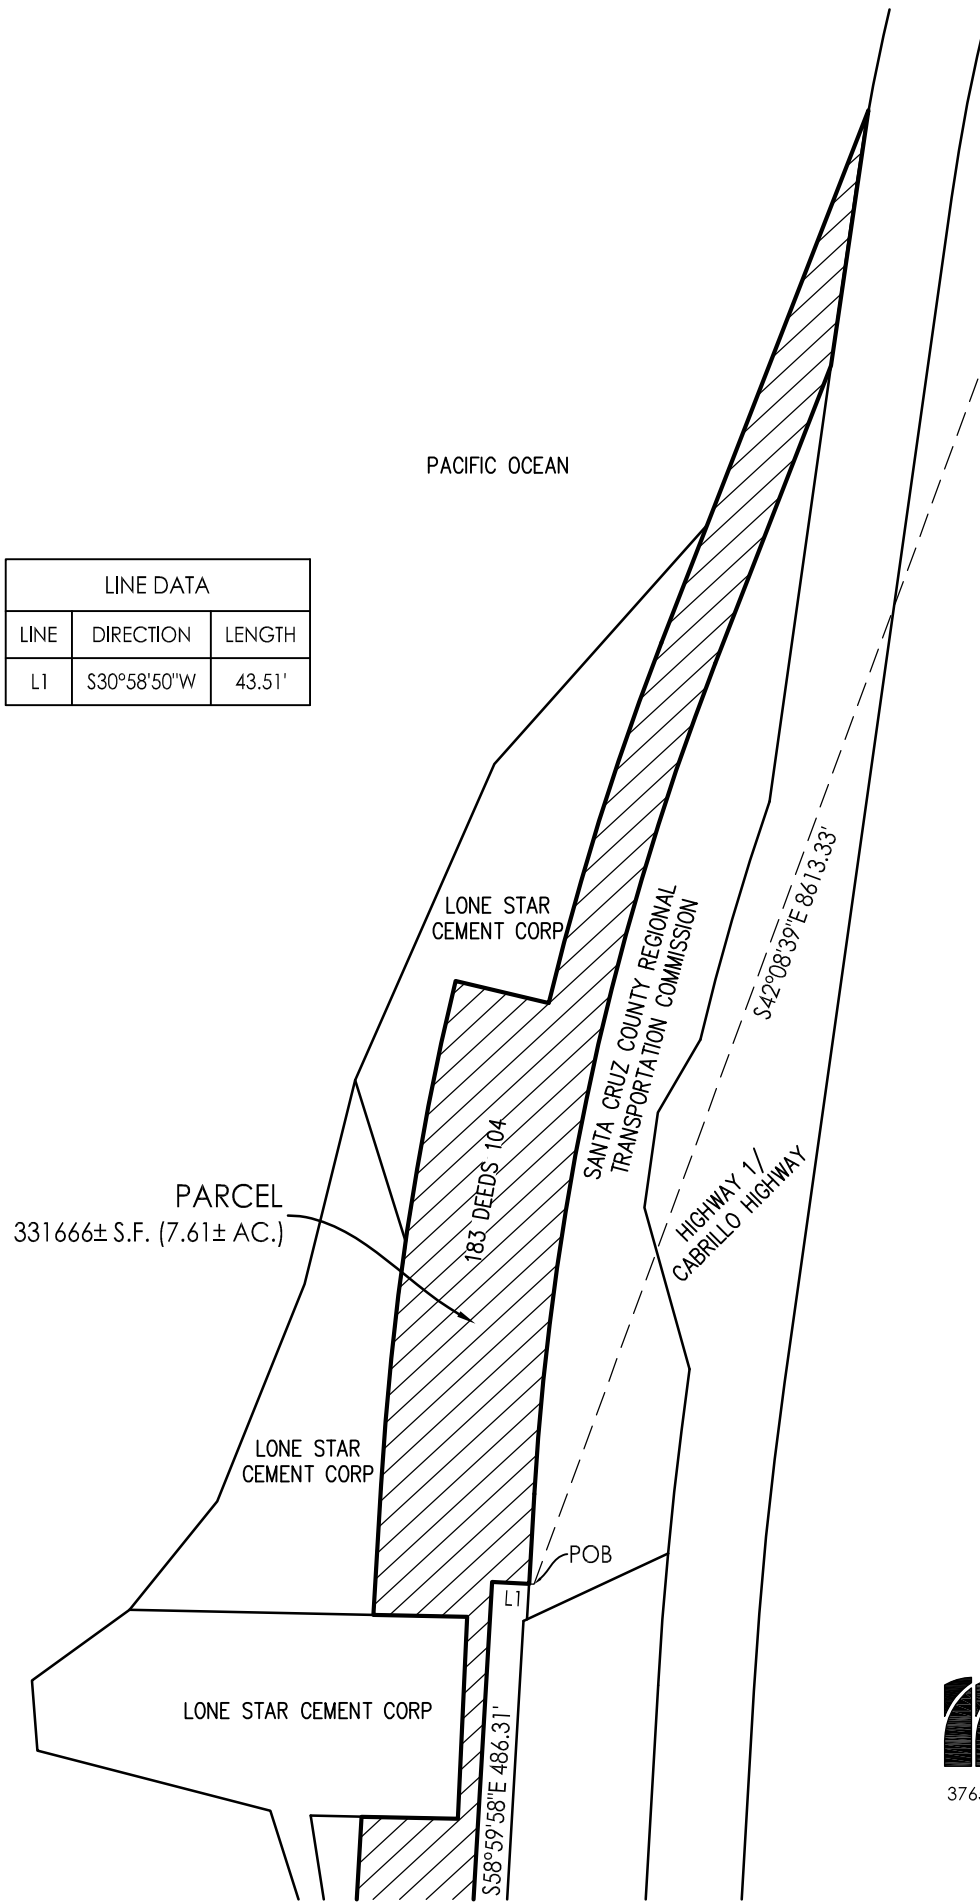 PACIFIC OCEAN
LINE DATA
LINE DIRECTION LENGTH
L1 S30°58'50"W 43.51'
LONE STAR
CEMENT CORP
SANTA CRUZ COUNTY REGIONAL
TRANSPORTATION COMMISSION
S42°08'39"E 8613.33'
183 DEEDS 104
HIGHWAY 1/
CABRILLO HIGHWAY
PARCEL
331666± S.F. (7.61± AC.)
LONE STAR
CEMENT CORP
POB
L1
LONE STAR CEMENT CORP
S58°59'58"E 486.31'